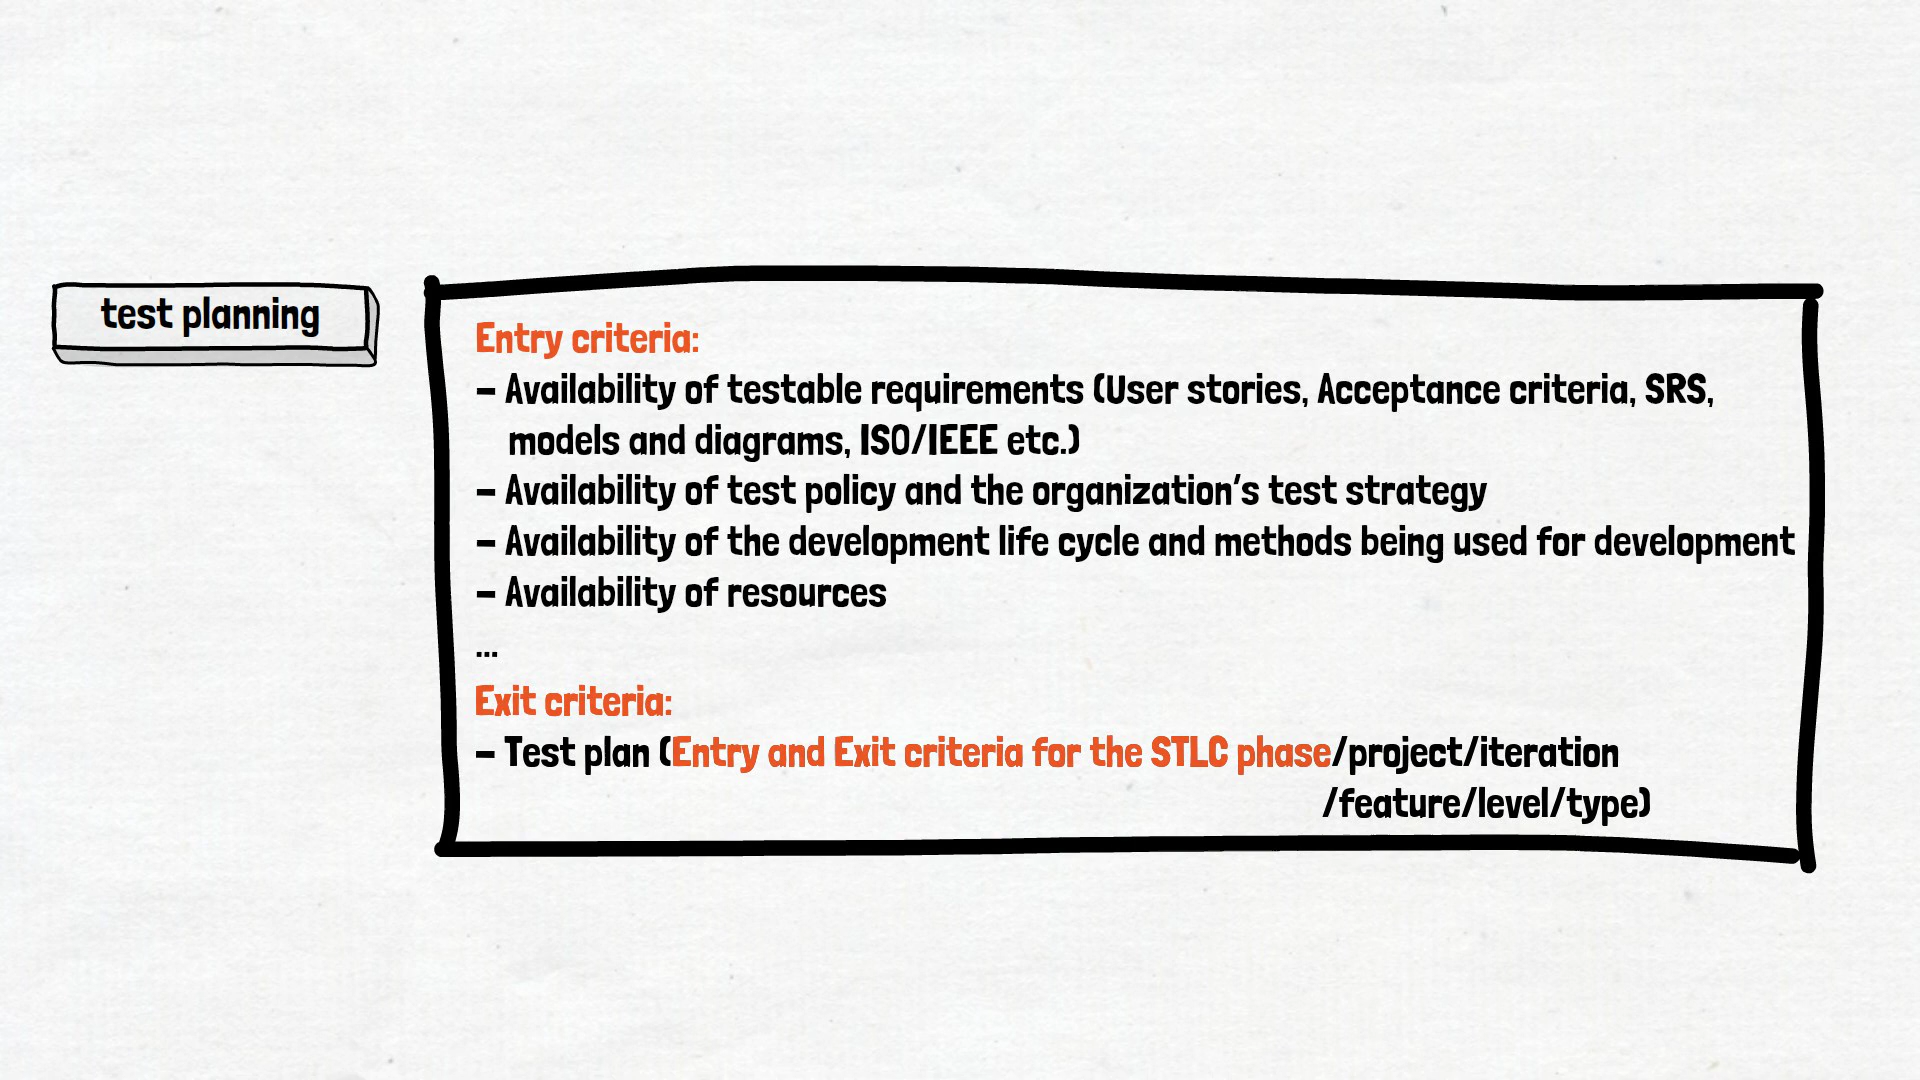 test planning
Entry criteria:
– Availability of testable requirements (User stories, Acceptance criteria, SRS,
models and diagrams, ISO/IEEE etc.)
– Availability of test policy and the organization’s test strategy
– Availability of the development life cycle and methods being used for development
– Availability of resources
...
Exit criteria:
– Test plan (Entry and Exit criteria for the STLC phase/project/iteration
/feature/level/type)